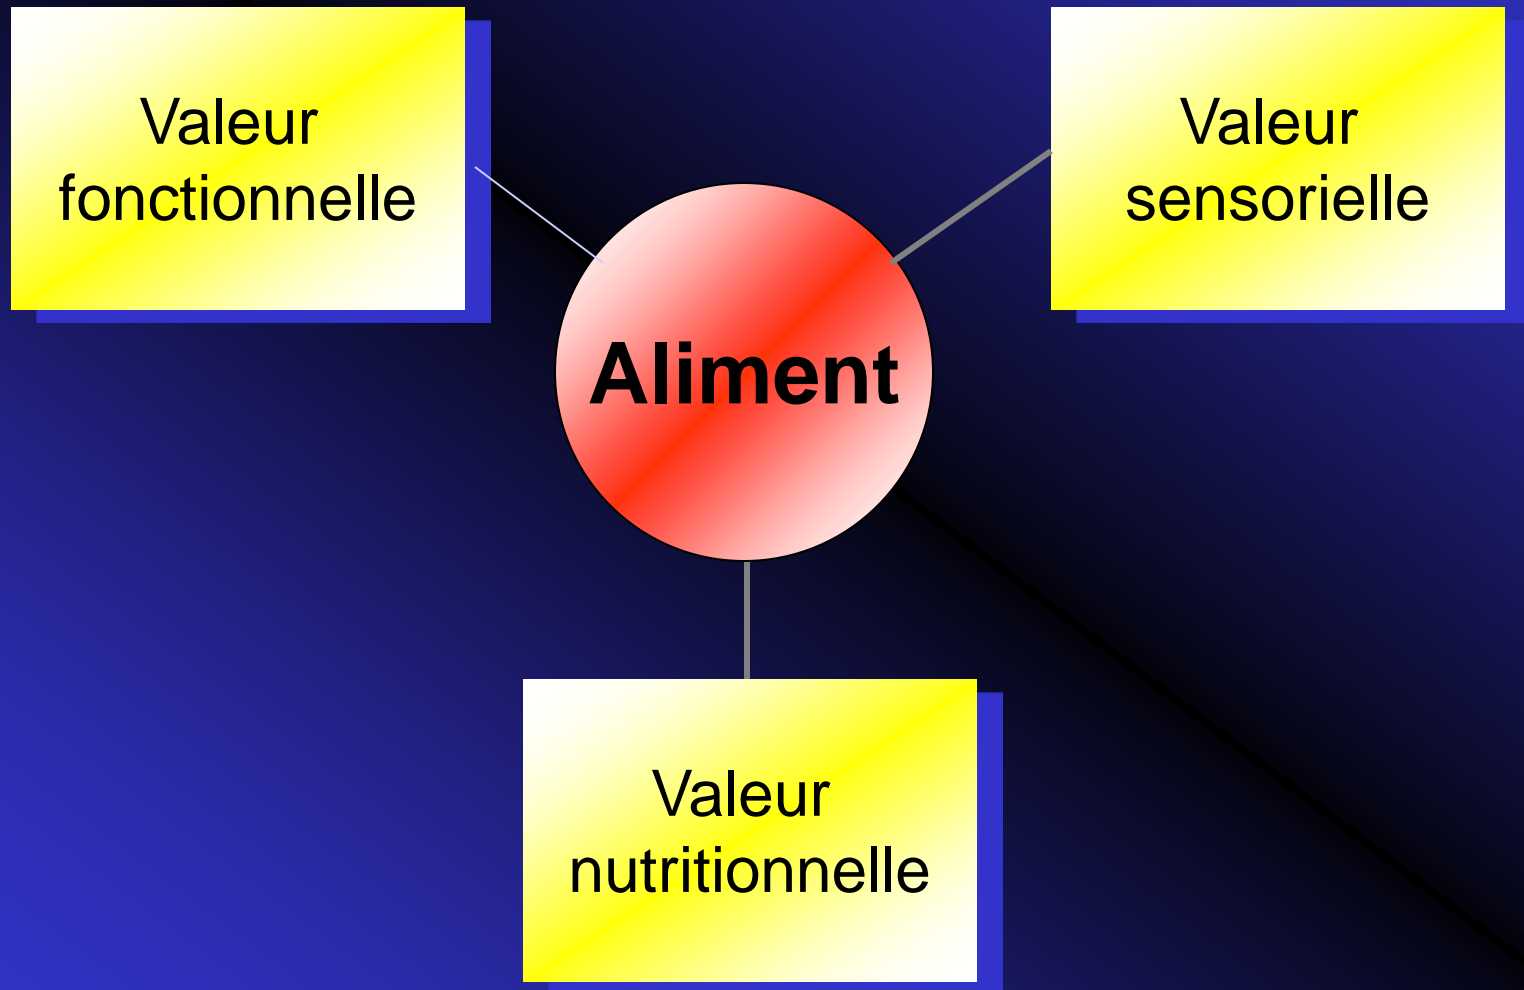 Valeur
fonctionnelle
Valeur
sensorielle
Aliment
Valeur
nutritionnelle